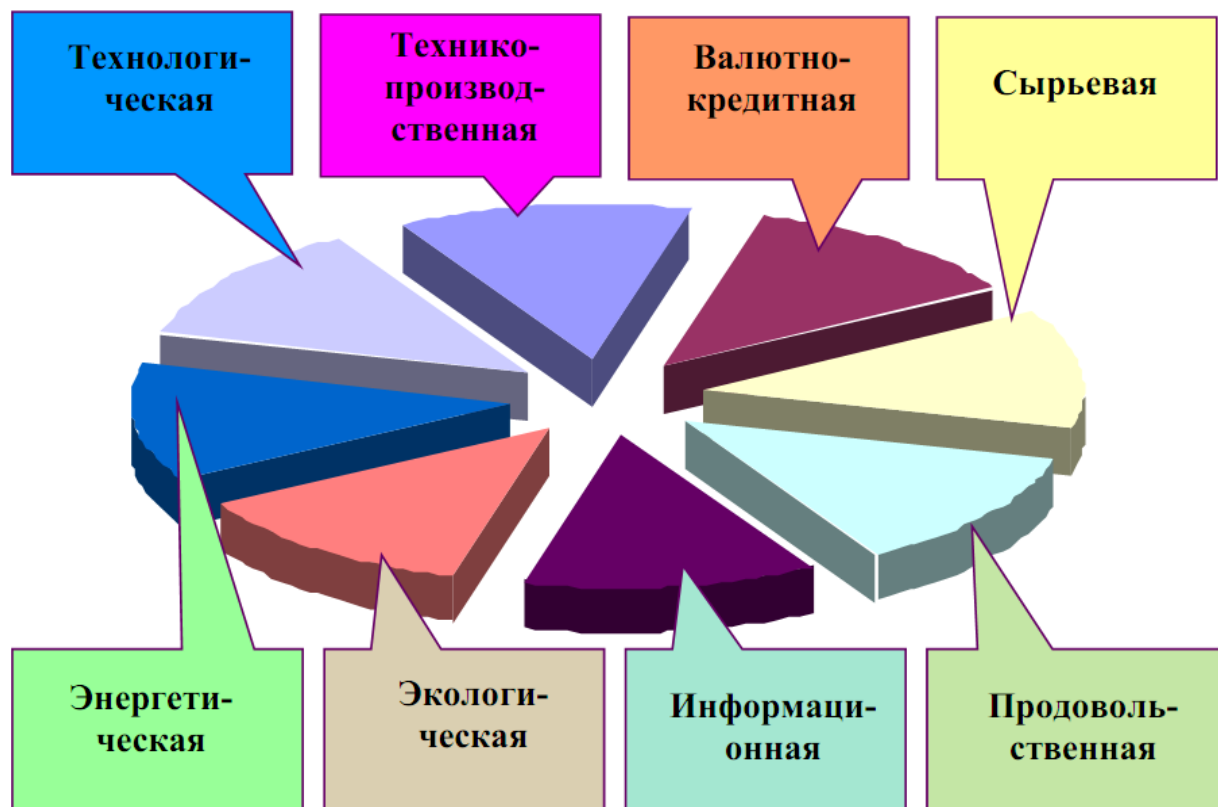 Технологи-
ческая
Технико-
производ-
ственная
Валютно-
кредитная
Сырьевая
Энергети-
ческая
Экологи-
ческая
Информаци-
онная
Продоволь-
ственная